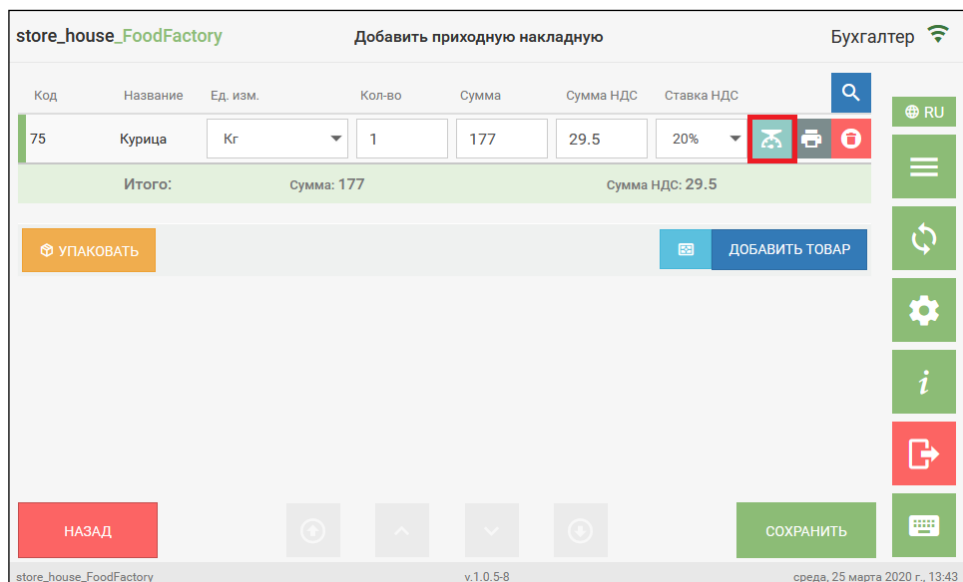 store_house_FoodFactory Добавить приходную накладную Бухгалтер
Код Название Ед. изм. Кол-во Сумма Сумма НДС Ставка НДС
RU
75 Курица Кг 1 177 29.5 20%
Итого: Сумма: 177 Сумма НДС: 29.5
УПАКОВАТЬ ДОБАВИТЬ ТОВАР
i
НАЗАД СОХРАНИТЬ
store_house_FoodFactory v.1.0.5-8 среда, 25 марта 2020 г., 13:43